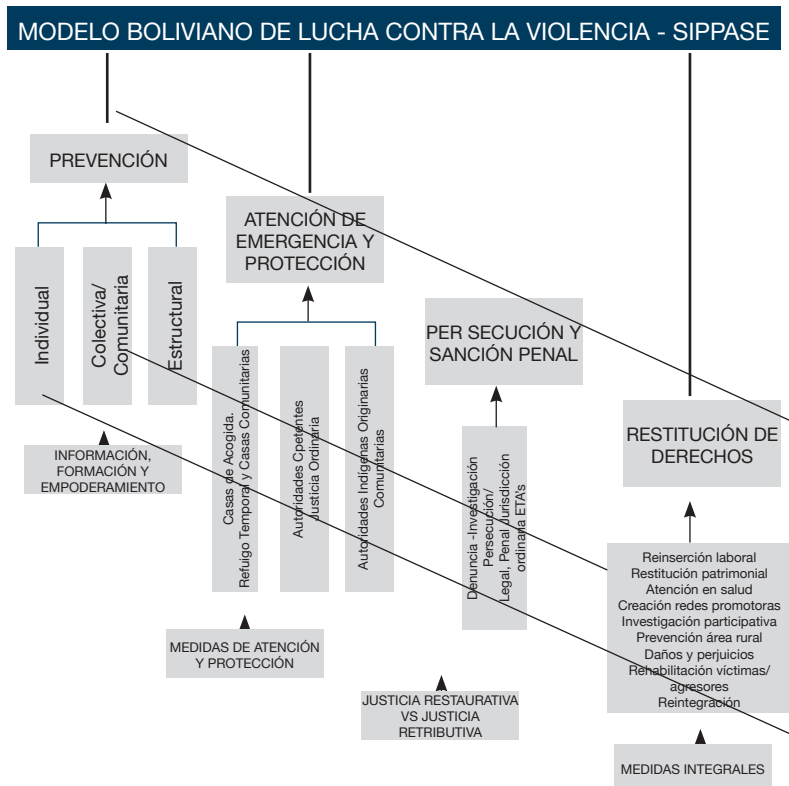 MODELO BOLIVIANO DE LUCHA CONTRA LA VIOLENCIA - SIPPASE
PREVENCIÓN
Individual
Colectiva/
Comunitaria
Estructural
INFORMACIÓN,
FORMACIÓN Y
EMPODERAMIENTO
ATENCIÓN DE
EMERGENCIA Y
PROTECCIÓN
Casas de Acogida.
Refuigo Temporal y Casas Comunitarias
Autoridades Cpetentes
Justicia Ordinaria
Autoridades Indígenas Originarias
Comunitarias
MEDIDAS DE ATENCIÓN
Y PROTECCIÓN
PER SECUCIÓN Y
SANCIÓN PENAL
Denuncia -Investigación
Persecución/
Legal, Penal Jurisdicción
ordinaria ETA's
JUSTICIA RESTAURATIVA
VS JUSTICIA
RETRIBUTIVA
RESTITUCIÓN DE
DERECHOS
Reinserción laboral
Restitución patrimonial
Atención en salud
Creación redes promotoras
Investigación participativa
Prevención área rural
Daños y perjuicios
Rehabilitación víctimas/
agresores
Reintegración
MEDIDAS INTEGRALES